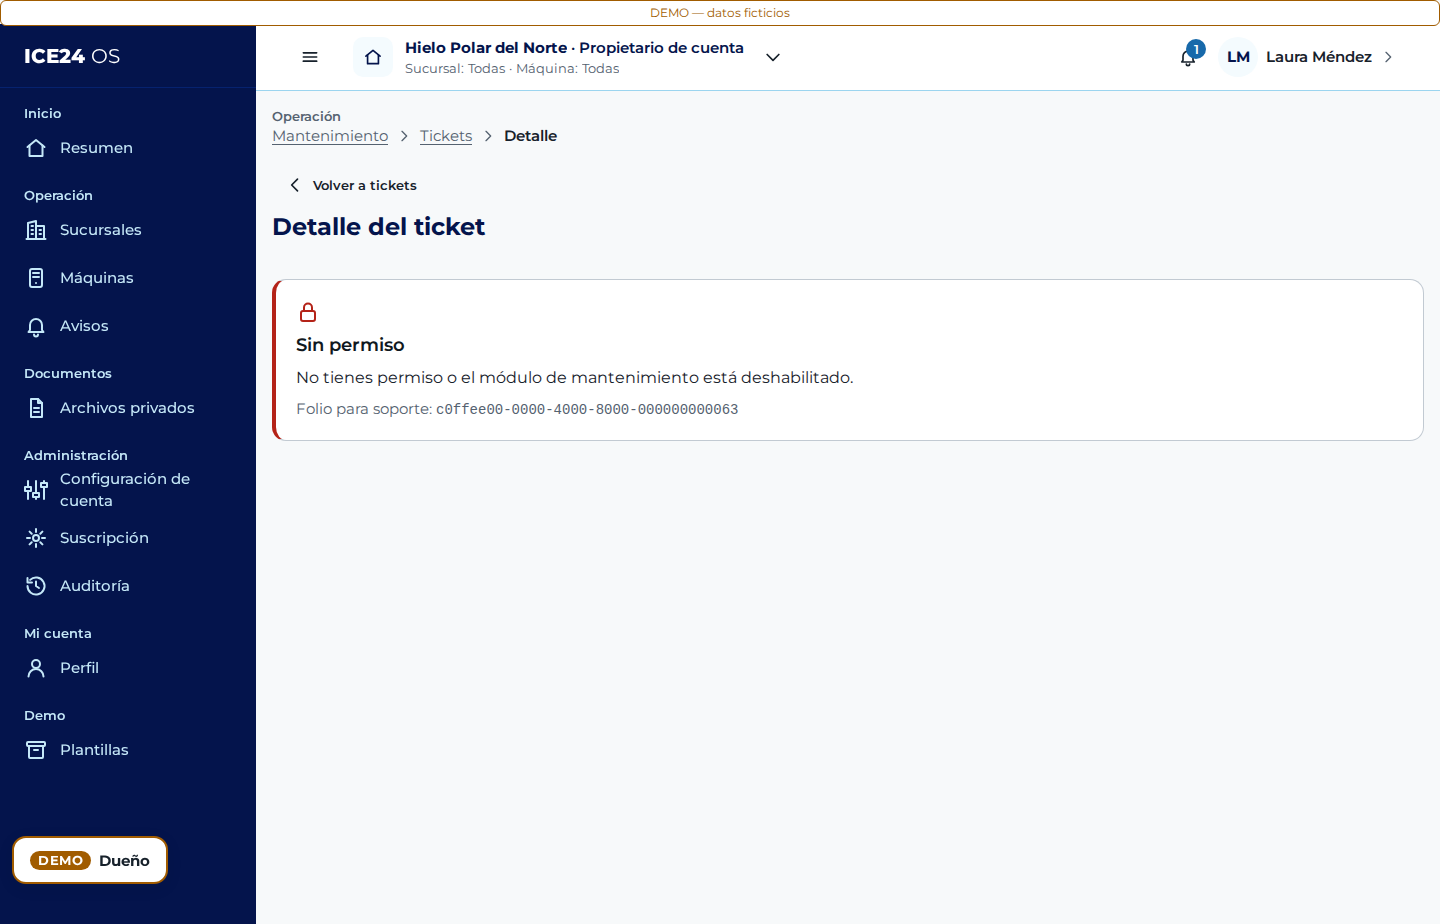 DEMO — datos ficticios
ICE24 OS
Hielo Polar del Norte · Propietario de cuenta
Sucursal: Todas · Máquina: Todas
1
LM
Laura Méndez
Inicio
Resumen
Operación
Sucursales
Máquinas
Avisos
Documentos
Archivos privados
Administración
Configuración de
cuenta
Suscripción
Auditoría
Mi cuenta
Perfil
Demo
Plantillas
DEMO Dueño
Operación
Mantenimiento > Tickets > Detalle
Volver a tickets
Detalle del ticket
Sin permiso
No tienes permiso o el módulo de mantenimiento está deshabilitado.
Folio para soporte: c0ffee00-0000-4000-8000-000000000063